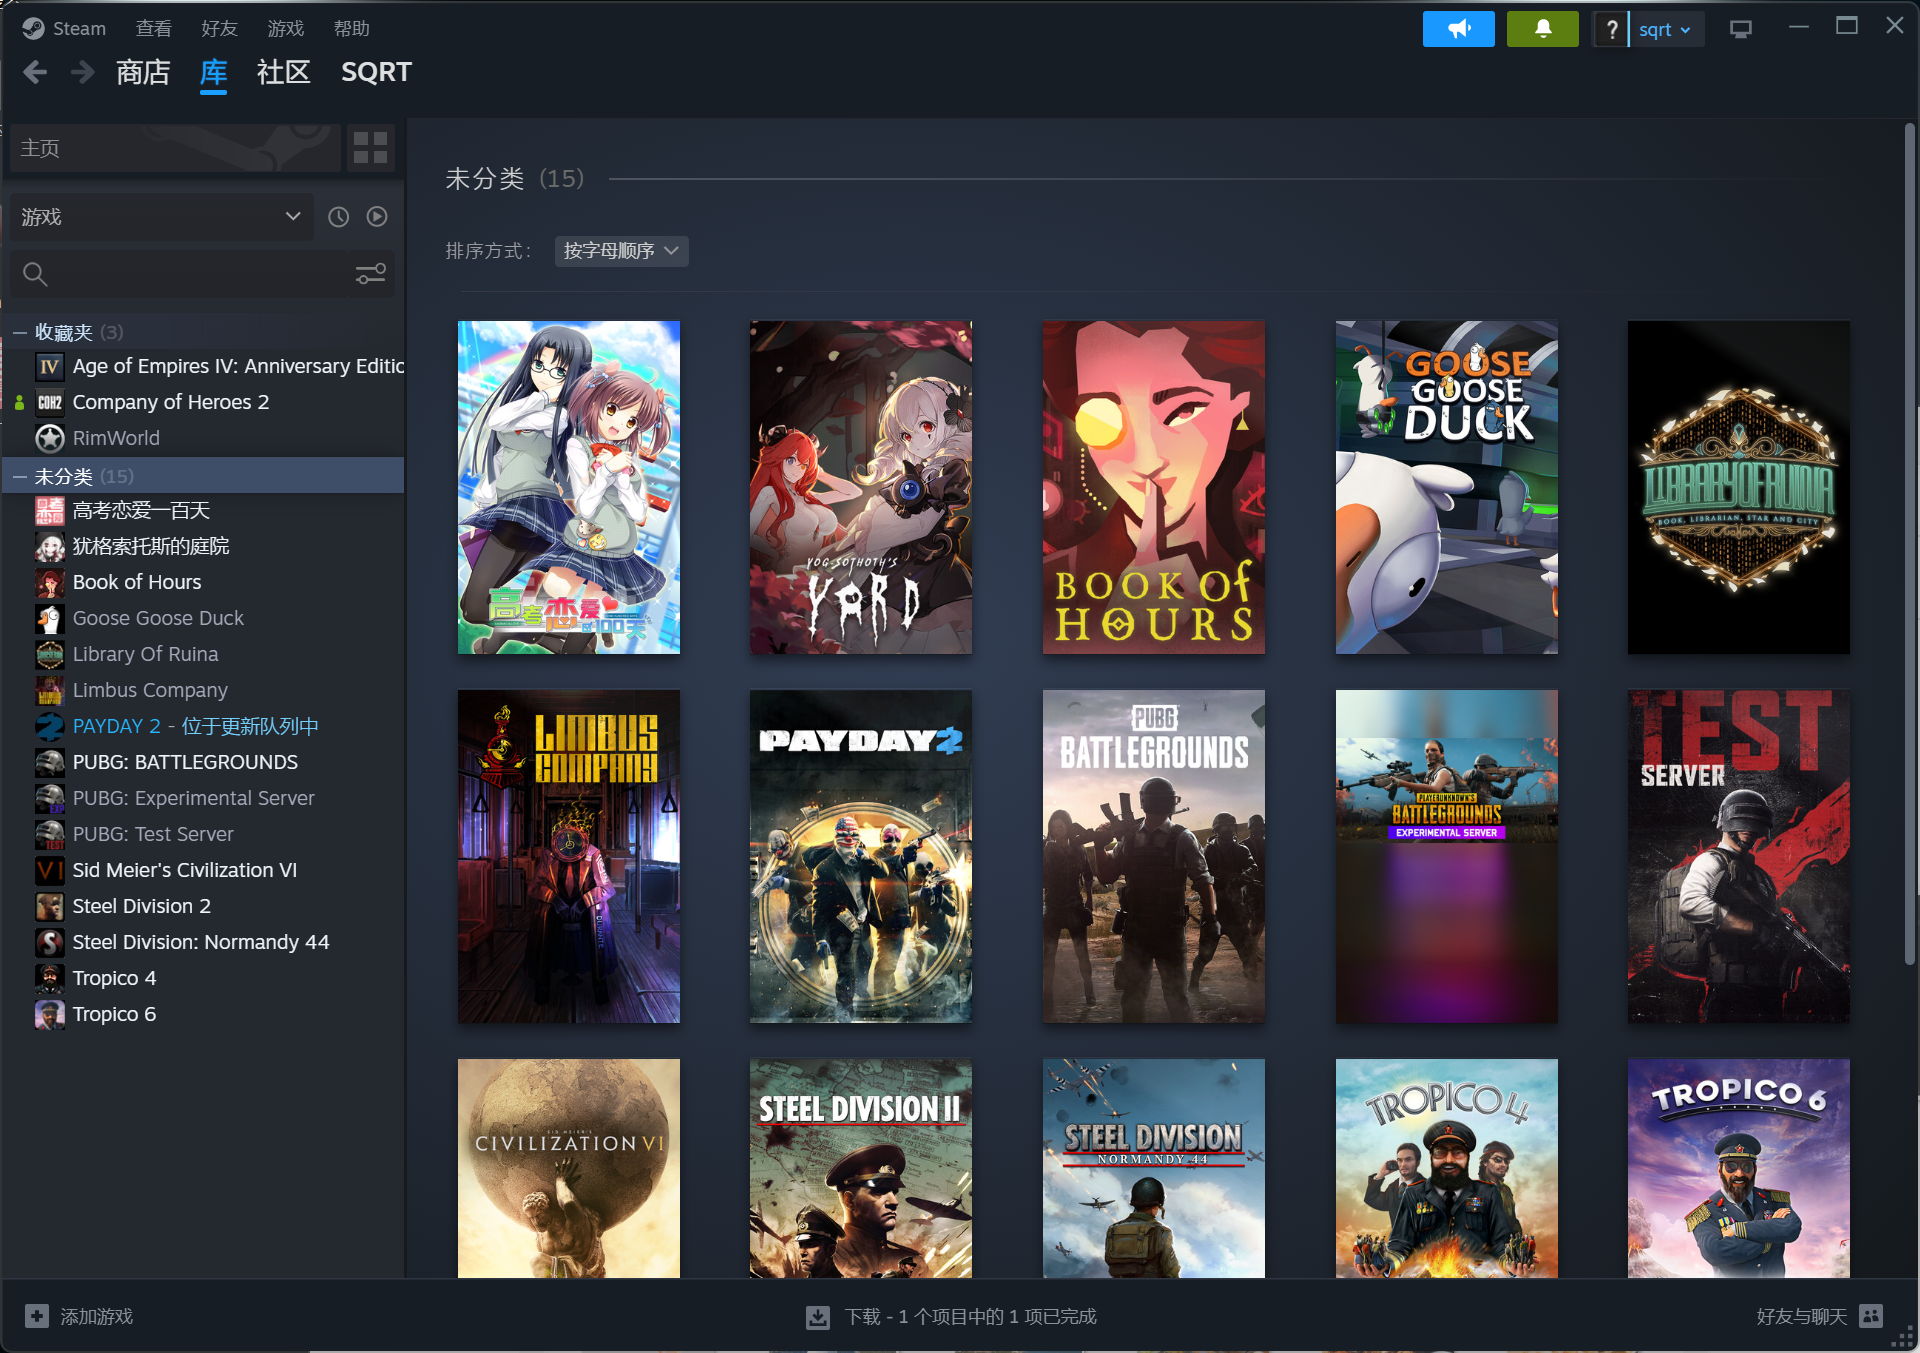 Steam 查看 好友 游戏 帮助
? sqrt
商店 库 社区 SQRT
主页
游戏
收藏夹 (3)
IV Age of Empires IV: Anniversary Editic
COH2 Company of Heroes 2
RimWorld
未分类 (15)
高考恋爱一百天
犹格索托斯的庭院
Book of Hours
Goose Goose Duck
Library Of Ruina
Limbus Company
PAYDAY 2 - 位于更新队列中
PUBG: BATTLEGROUNDS
PUBG: Experimental Server
PUBG: Test Server
VI Sid Meier's Civilization VI
Steel Division 2
Steel Division: Normandy 44
Tropico 4
Tropico 6
未分类 (15)
排序方式: 按字母顺序
高考恋爱100天
YOG-SOTHOTH'S
YARD
BOOK Of
HOURS
GOOSE
GOOSE
DUCK
LIBRARY OF RUINA
BOOK, LIBRARIAN, STAR AND CITY
LIMBUS
COMPANY
PAYDAY 2
PUBG
BATTLEGROUNDS
PLAYERUNKNOWN'S
BATTLEGROUNDS
EXPERIMENTAL SERVER
TEST
SERVER
SID MEIER'S
CIVILIZATION VI
STEEL DIVISION II
STEEL DIVISION
NORMANDY 44
TROPICO 4
TROPICO 6
添加游戏
下载 - 1 个项目中的 1 项已完成
好友与聊天